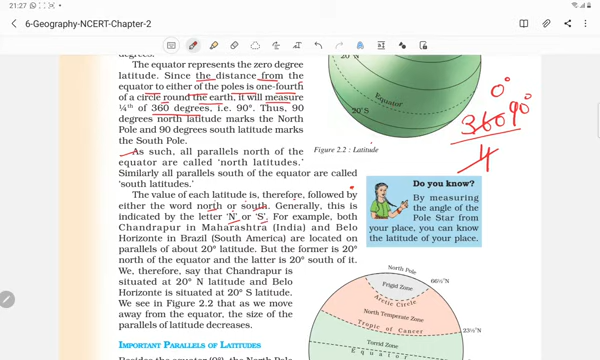 21:27
6-Geography-NCERT-Chapter-2
degrees.
The equator represents the zero degree
latitude. Since the distance from the
equator to either of the poles is one-fourth
of a circle round the earth, it will measure
¼th of 360 degrees, i.e. 90°. Thus, 90
degrees north latitude marks the North
Pole and 90 degrees south latitude marks
the South Pole.
As such, all parallels north of the
equator are called 'north latitudes.'
Similarly all parallels south of the equator are called
'south latitudes.'
The value of each latitude is, therefore, followed by
either the word north or south. Generally, this is
indicated by the letter 'N' or 'S'. For example, both
Chandrapur in Maharashtra (India) and Belo
Horizonte in Brazil (South America) are located on
parallels of about 20° latitude. But the former is 20°
north of the equator and the latter is 20° south of it.
We, therefore, say that Chandrapur is
situated at 20° N latitude and Belo
Horizonte is situated at 20° S latitude.
We see in Figure 2.2 that as we move
away from the equator, the size of the
parallels of latitude decreases.
IMPORTANT PARALLELS OF LATITUDES
Besides the equator (0°), the North Pole
20°N
Equator
20°S
Figure 2.2 : Latitude
0°
360 90°
4
Do you know?
By measuring
the angle of the
Pole Star from
your place, you can know
the latitude of your place.
North Pole
66½°N
Frigid Zone
Arctic Circle
North Temperate Zone
Tropic of Cancer
23½°
Torrid Zone
Equator